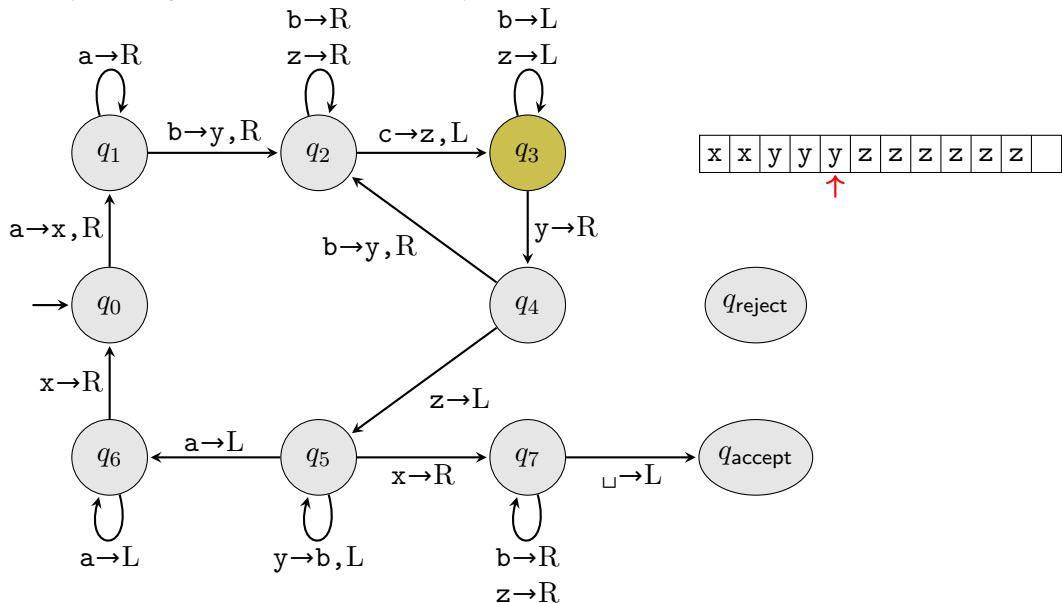 b→R
z→R
b→L
z→L
a→R
q1
b→y,R
q2
c→z,L
q3
x x y y y z z z z z z
a→x,R
b→y,R
y→R
q0
q4
qreject
x→R
z→L
q6
a→L
q5
x→R
q7
␣→L
qaccept
a→L
y→b,L
b→R
z→R